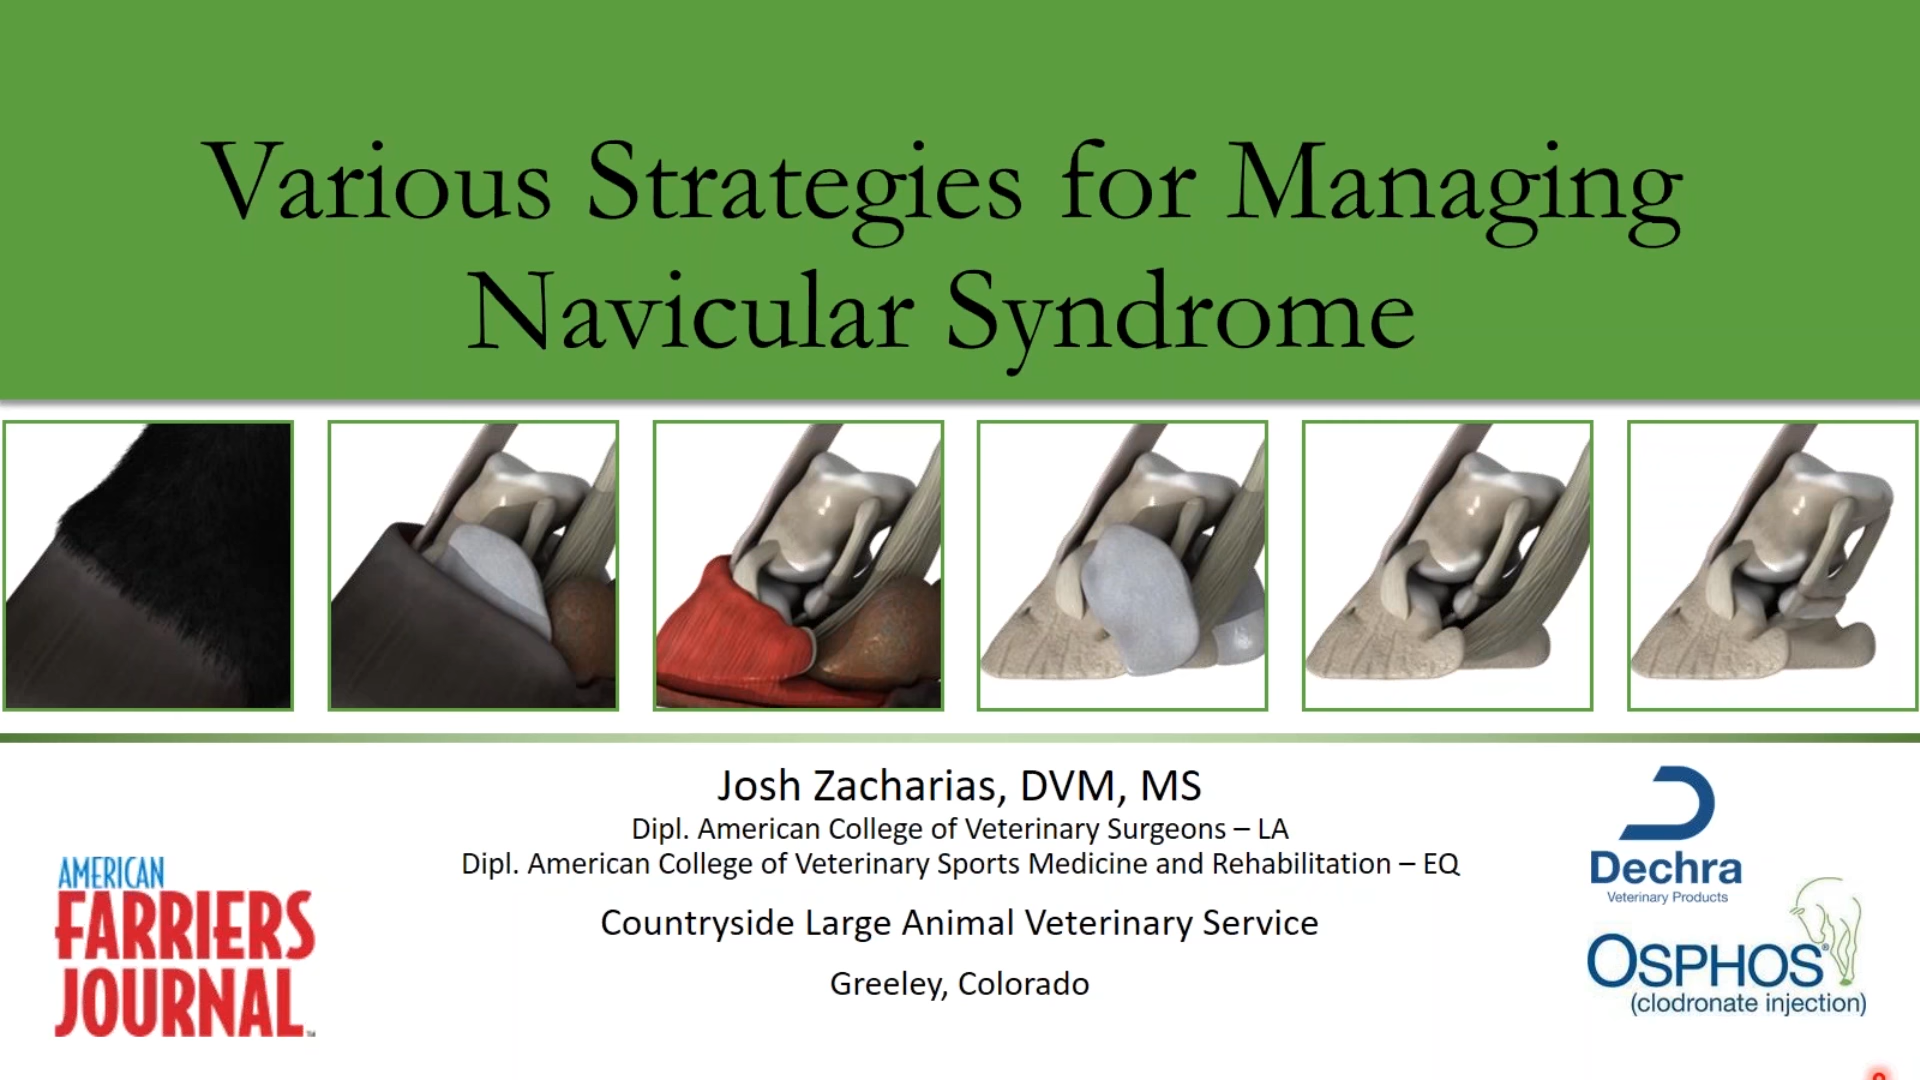 Various Strategies for Managing
Navicular Syndrome
Josh Zacharias, DVM, MS
Dipl. American College of Veterinary Surgeons – LA
Dipl. American College of Veterinary Sports Medicine and Rehabilitation – EQ
Countryside Large Animal Veterinary Service
Greeley, Colorado
AMERICAN
FARRIERS
JOURNAL™
Dechra
Veterinary Products
OSPHOS®
(clodronate injection)